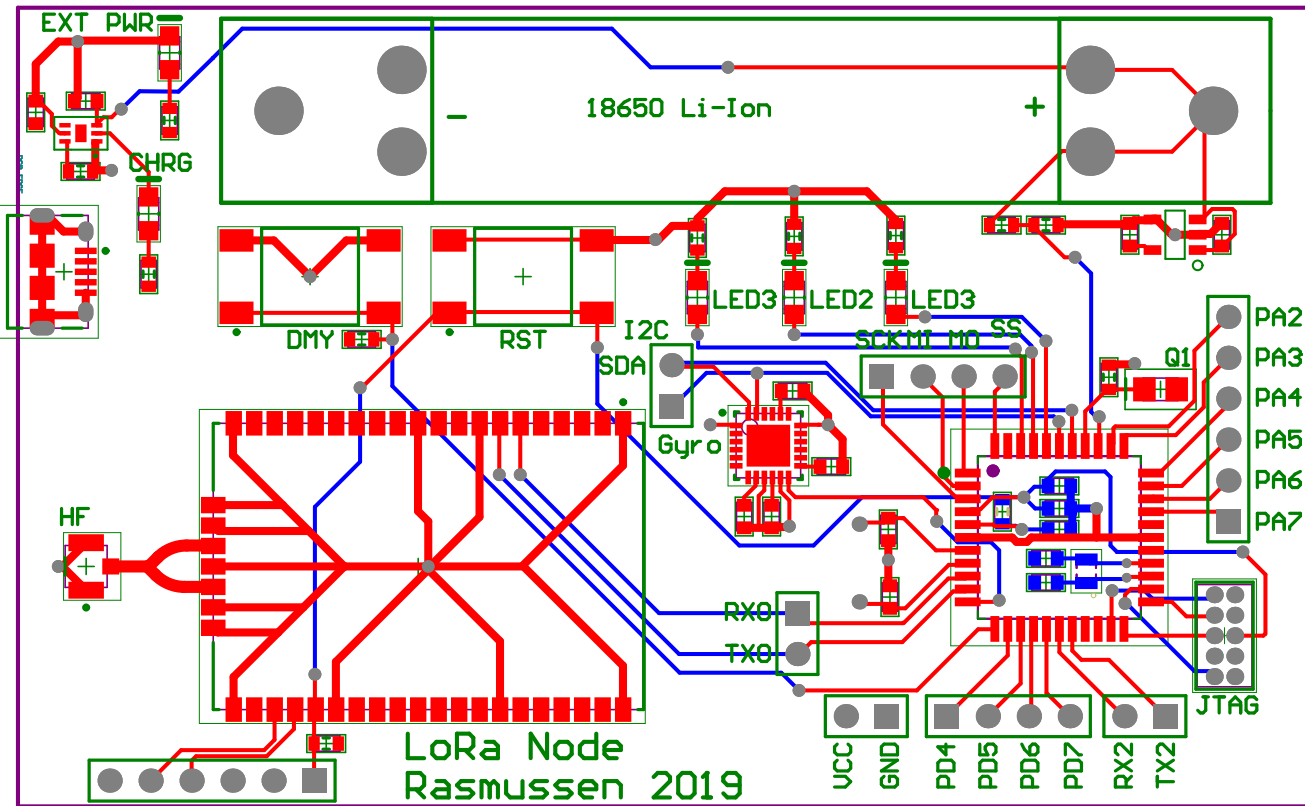 EXT PWR
18650 Li-Ion
-
+
CHRG
LED3
LED2
LED3
I2C
SDA
DMY
RST
SCK
MI
MO
SS
Q1
PA2
PA3
PA4
PA5
PA6
PA7
Gyro
HF
RX0
TX0
JTAG
VCC
GND
PD4
PD5
PD6
PD7
RX2
TX2
LoRa Node
Rasmussen 2019